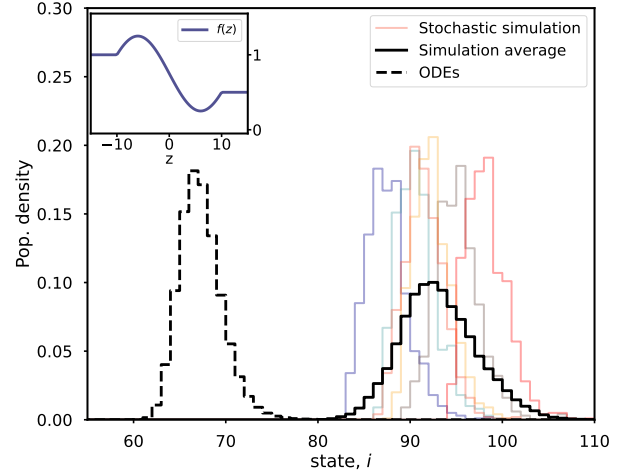 0.30
0.25
0.20
0.15
0.10
0.05
0.00
Pop. density
60 70 80 90 100 110
state, i
f(z)
1
0
−10 0 10
z
Stochastic simulation
Simulation average
ODEs